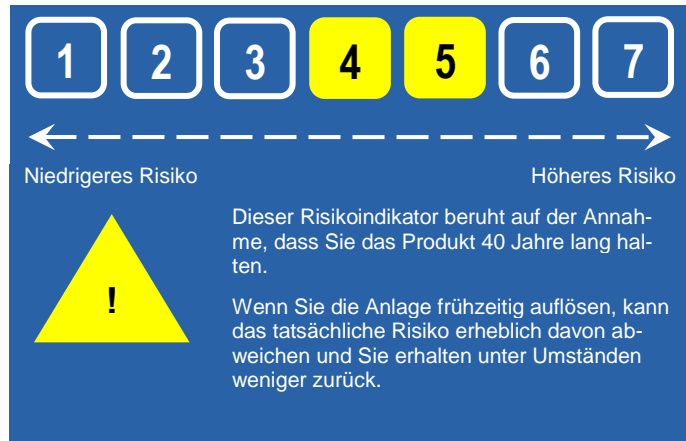 1 2 3 4 5 6 7
Niedrigeres Risiko Höheres Risiko
Dieser Risikoindikator beruht auf der Annah-
me, dass Sie das Produkt 40 Jahre lang hal-
ten.
!
Wenn Sie die Anlage frühzeitig auflösen, kann
das tatsächliche Risiko erheblich davon ab-
weichen und Sie erhalten unter Umständen
weniger zurück.